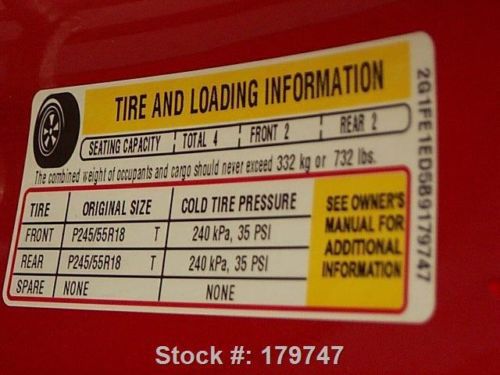 TIRE AND LOADING INFORMATION
SEATING CAPACITY TOTAL 4 FRONT 2 REAR 2
The combined weight of occupants and cargo should never exceed 332 kg or 732 lbs.
TIRE ORIGINAL SIZE COLD TIRE PRESSURE
FRONT P245/55R18 T 240 kPa, 35 PSI
REAR P245/55R18 T 240 kPa, 35 PSI
SPARE NONE NONE
SEE OWNER'S
MANUAL FOR
ADDITIONAL
INFORMATION
2G1FE1ED5B9179747
Stock #: 179747